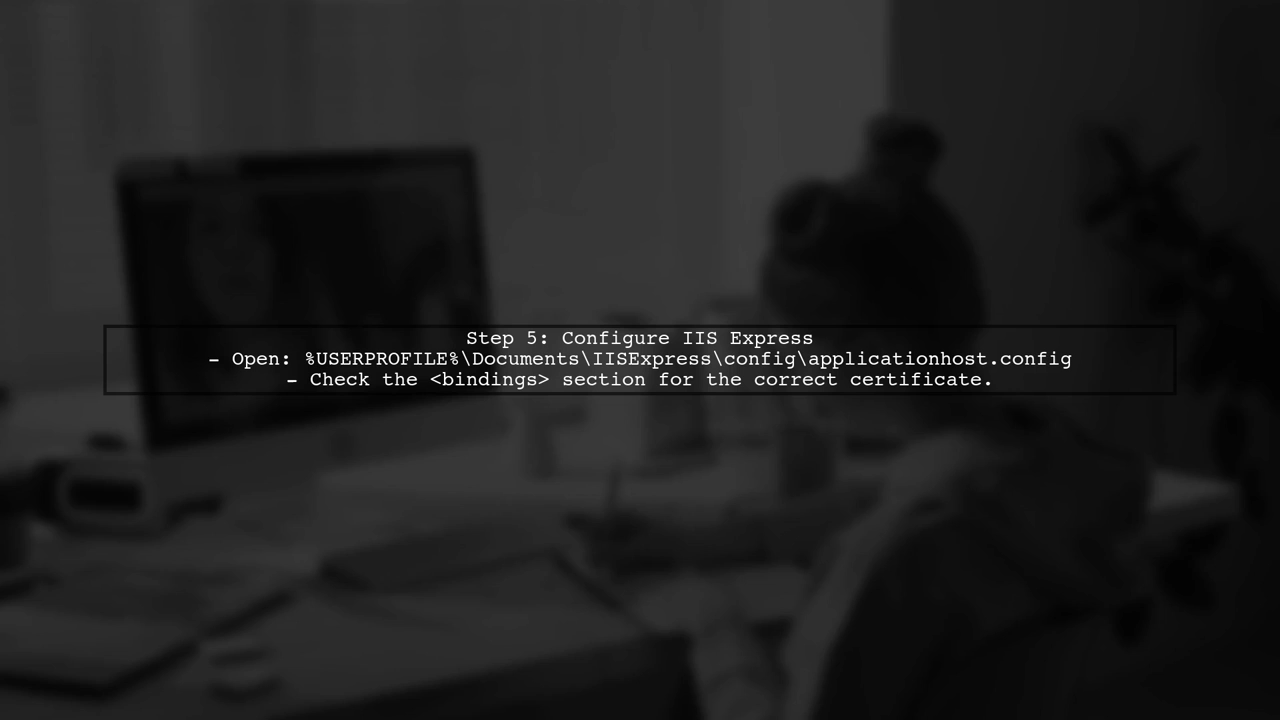 Step 5: Configure IIS Express
- Open: %USERPROFILE%\Documents\IISExpress\config\applicationhost.config
- Check the <bindings> section for the correct certificate.